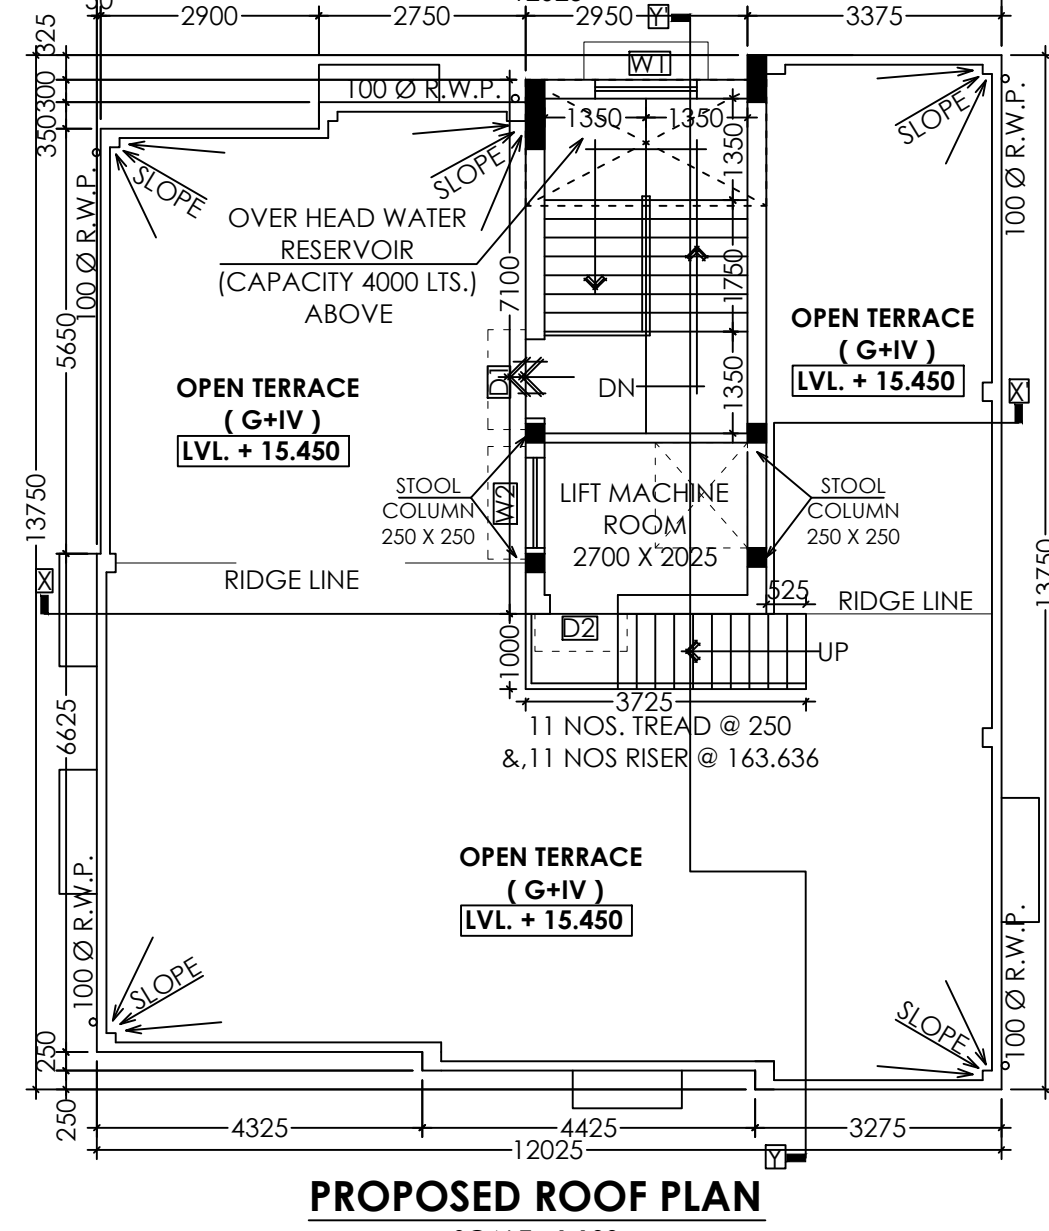 50
2900
2750
2950
Y'
3375
325
300
350
W1
100 Ø R.W.P.
1350
1350
1350
SLOPE
SLOPE
SLOPE
100 Ø R.W.P.
100 Ø R.W.P.
OVER HEAD WATER
RESERVOIR
(CAPACITY 4000 LTS.)
ABOVE
7100
1750
5650
OPEN TERRACE
( G+IV )
LVL. + 15.450
OPEN TERRACE
( G+IV )
LVL. + 15.450
D1
DN
1350
X'
13750
STOOL
COLUMN
250 X 250
W2
LIFT MACHINE
ROOM
2700 X 2025
STOOL
COLUMN
250 X 250
13750
X
RIDGE LINE
525
RIDGE LINE
D2
1000
UP
3725
11 NOS. TREAD @ 250
&,11 NOS RISER @ 163.636
6625
OPEN TERRACE
( G+IV )
LVL. + 15.450
100 Ø R.W.P.
100 Ø R.W.P.
SLOPE
SLOPE
250
250
4325
4425
3275
12025
Y
PROPOSED ROOF PLAN